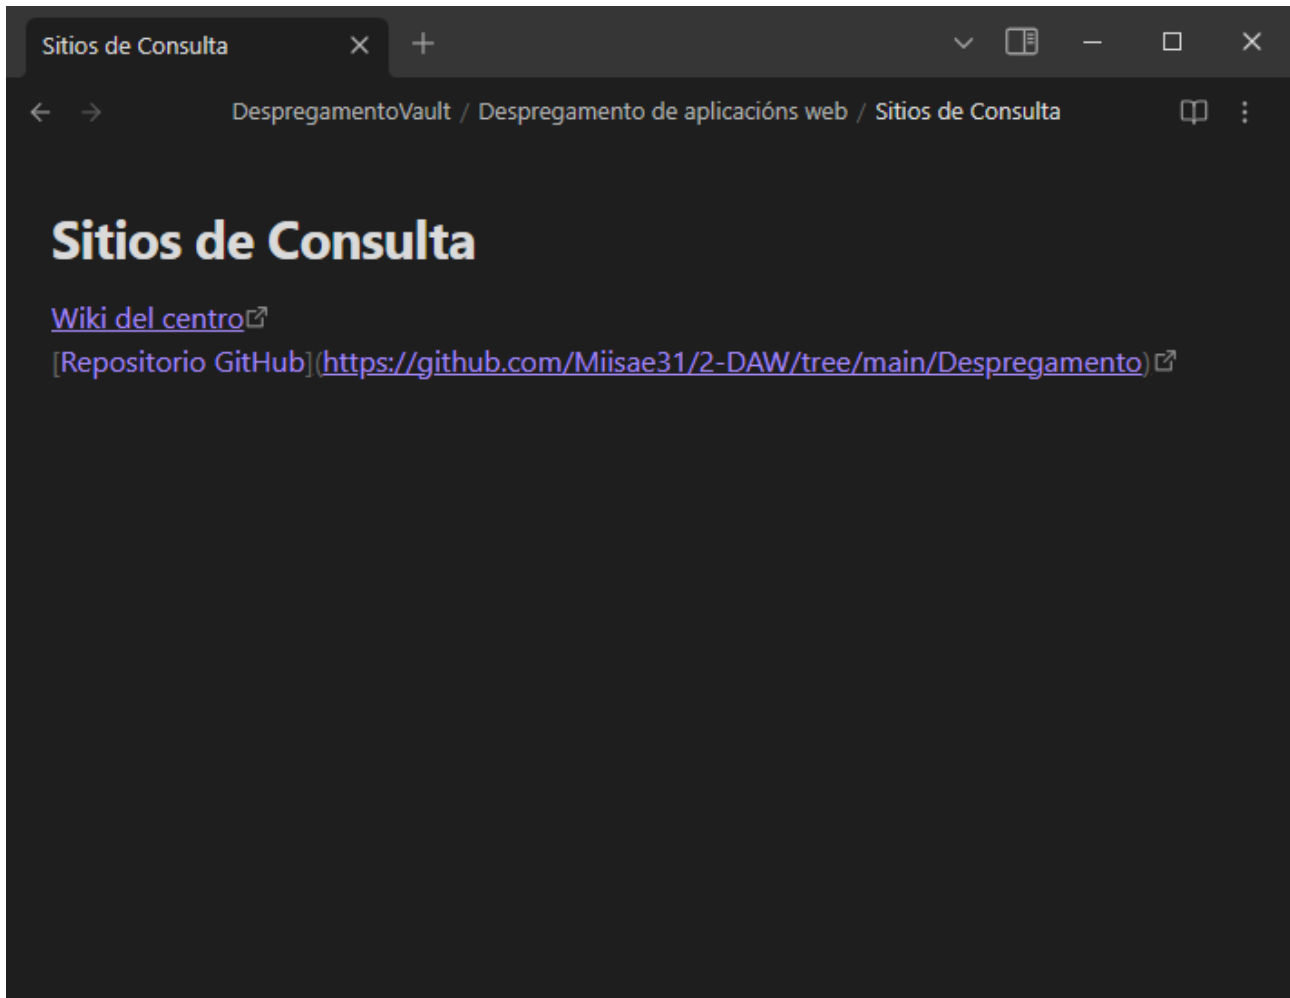 Sitios de Consulta
DespregamentoVault / Despregamento de aplicacións web / Sitios de Consulta
Sitios de Consulta
Wiki del centro
[Repositorio GitHub](https://github.com/Miisae31/2-DAW/tree/main/Despregamento)